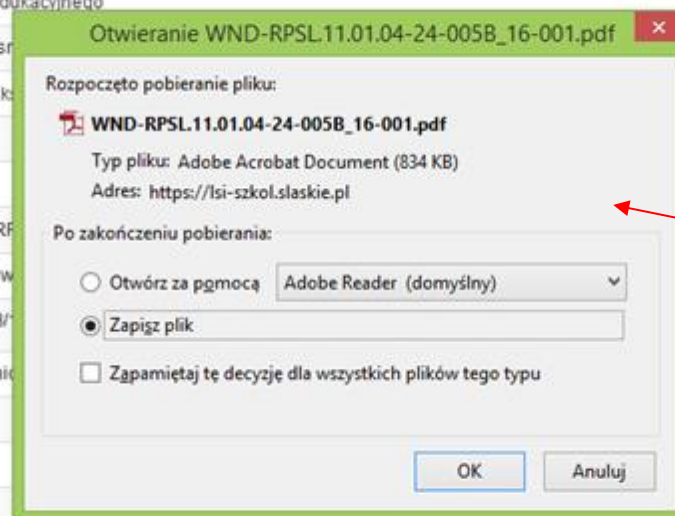 Otwieranie WND-RPSL.11.01.04-24-005B_16-001.pdf
Rozpoczęto pobieranie pliku:
WND-RPSL.11.01.04-24-005B_16-001.pdf
Typ pliku: Adobe Acrobat Document (834 KB)
Adres: https://lsi-szkol.slaskie.pl
Po zakończeniu pobierania:
Otwórz za pomocą Adobe Reader (domyślny)
Zapisz plik
Zapamiętaj tę decyzję dla wszystkich plików tego typu
OK Anuluj